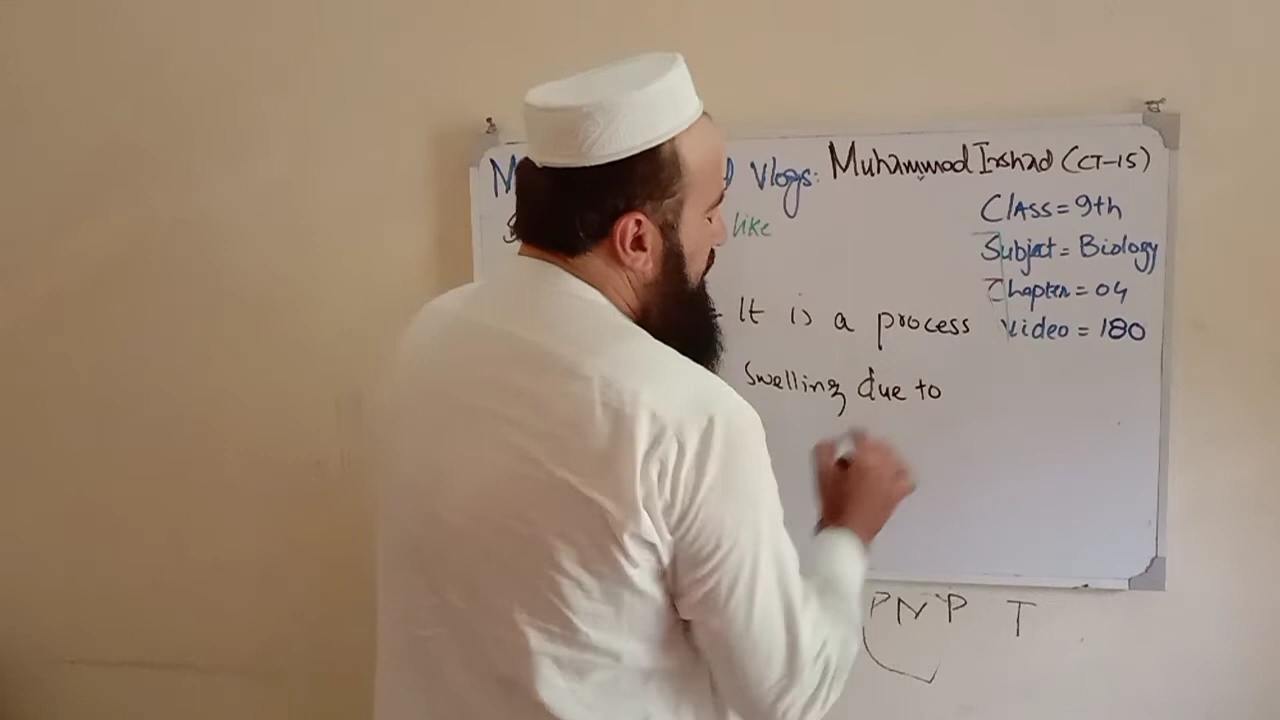 Vlogs: Muhammad Irshad (CT-15)
like
Class = 9th
Subject = Biology
Chapter = 04
Video = 180
It is a process
Swelling due to
PNP T